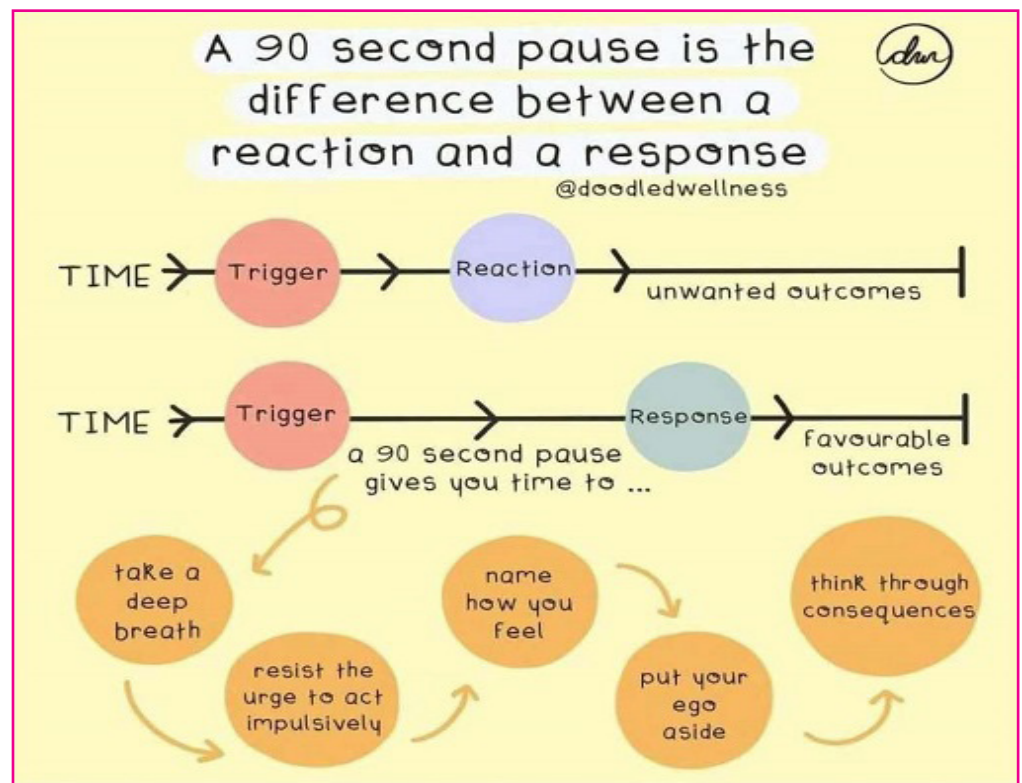 A 90 second pause is the
difference between a
reaction and a response
dw
@doodledwellness
TIME
Trigger
Reaction
unwanted outcomes
TIME
Trigger
Response
a 90 second pause
gives you time to ...
favourable
outcomes
take a
deep
breath
resist the
urge to act
impulsively
name
how you
feel
put your
ego
aside
think through
consequences